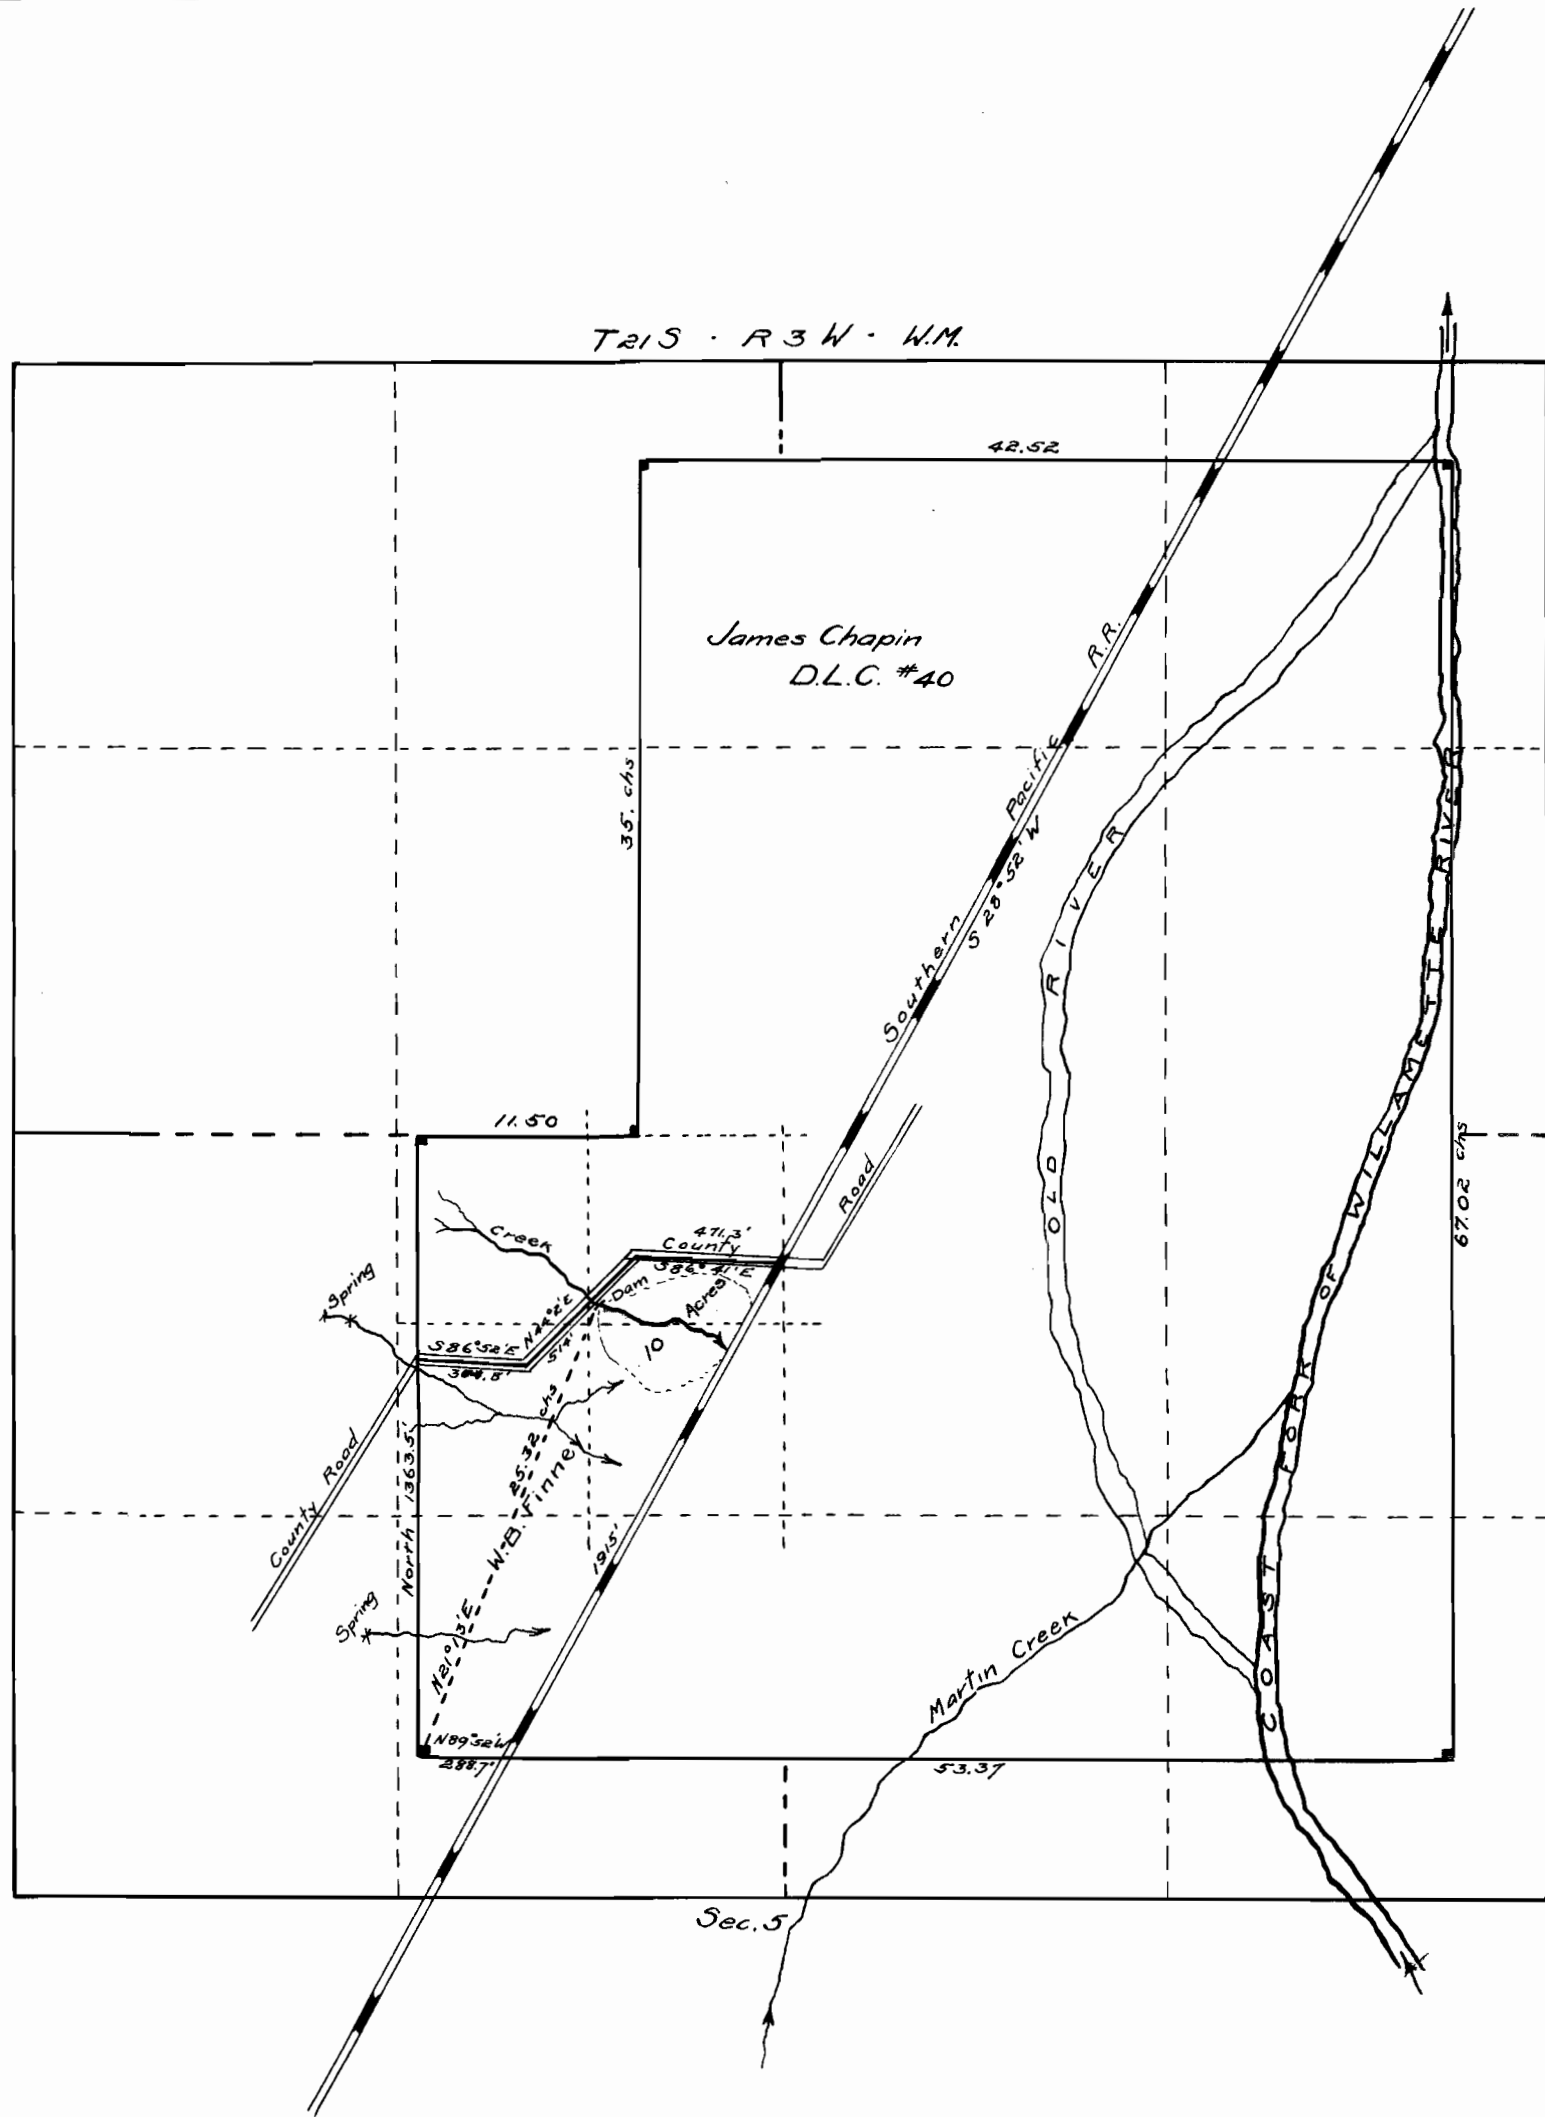 T21S · R3W · W.M.
42.52
James Chapin
D.L.C. #40
35. chs
Southern Pacific R.R.
S 28°52' W
OLD RIVER
COAST FORK OF WILLAMETTE RIVER
67.02 chs
11.50
Creek
471.3'
County Road
S86°41'E
Dam
10 Acres
N44°2'E
514'
Spring
S86°52'E
County Road
North 1363.5'
25.32 chs
W.B. Finney
N21°13'E
1915'
Spring
N89°52'W
288.7'
Martin Creek
53.37
Sec. 5